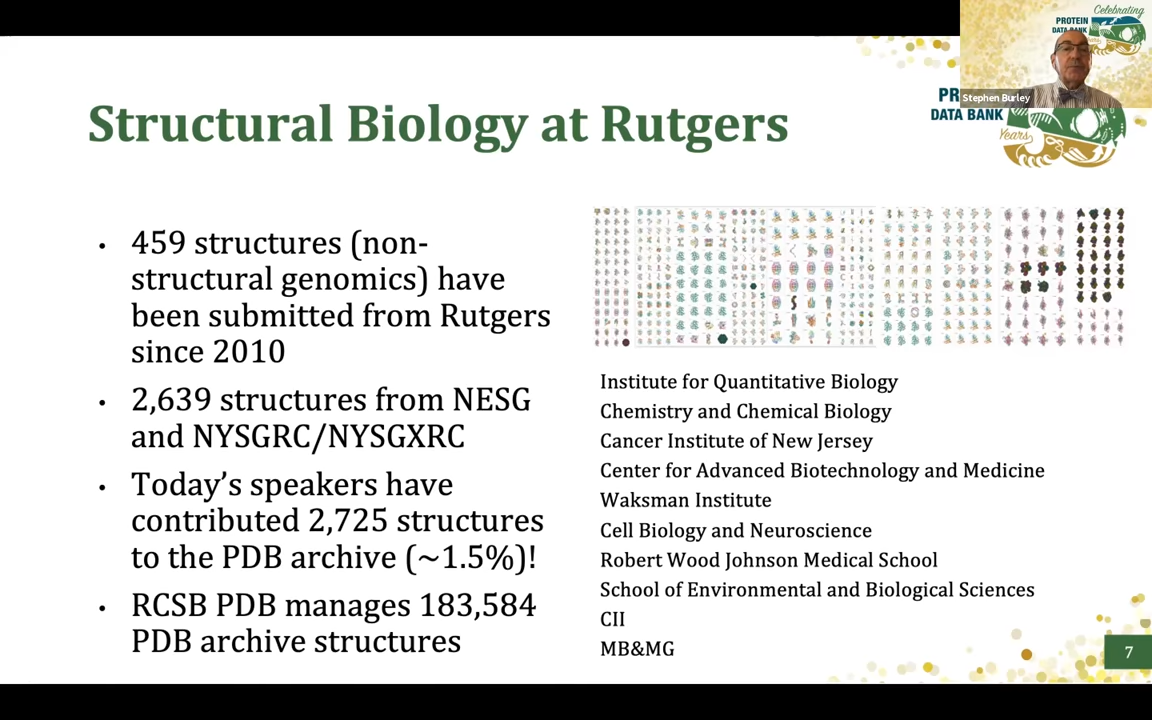 Celebrating
PROTEIN
DATA BANK
Stephen Burley
Structural Biology at Rutgers
PR
DATA BANK
Years
• 459 structures (non-
structural genomics) have
been submitted from Rutgers
since 2010
• 2,639 structures from NESG
and NYSGRC/NYSGXRC
• Today’s speakers have
contributed 2,725 structures
to the PDB archive (~1.5%)!
• RCSB PDB manages 183,584
PDB archive structures
Institute for Quantitative Biology
Chemistry and Chemical Biology
Cancer Institute of New Jersey
Center for Advanced Biotechnology and Medicine
Waksman Institute
Cell Biology and Neuroscience
Robert Wood Johnson Medical School
School of Environmental and Biological Sciences
CII
MB&MG
7